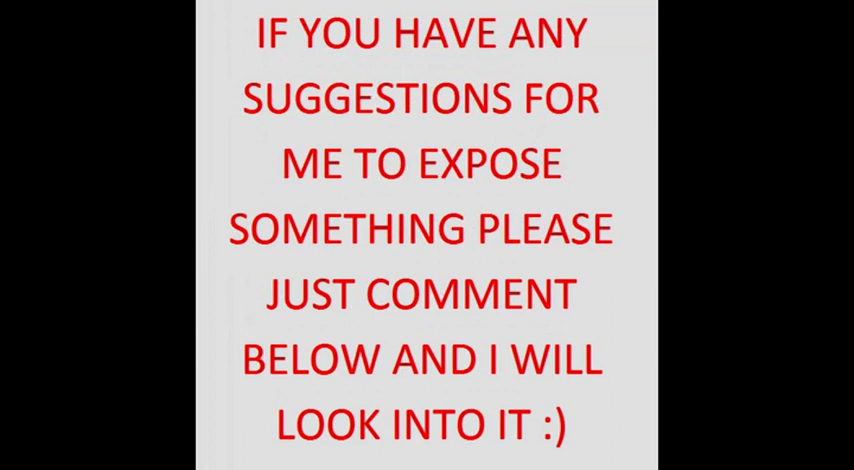 IF YOU HAVE ANY
SUGGESTIONS FOR
ME TO EXPOSE
SOMETHING PLEASE
JUST COMMENT
BELOW AND I WILL
LOOK INTO IT :)